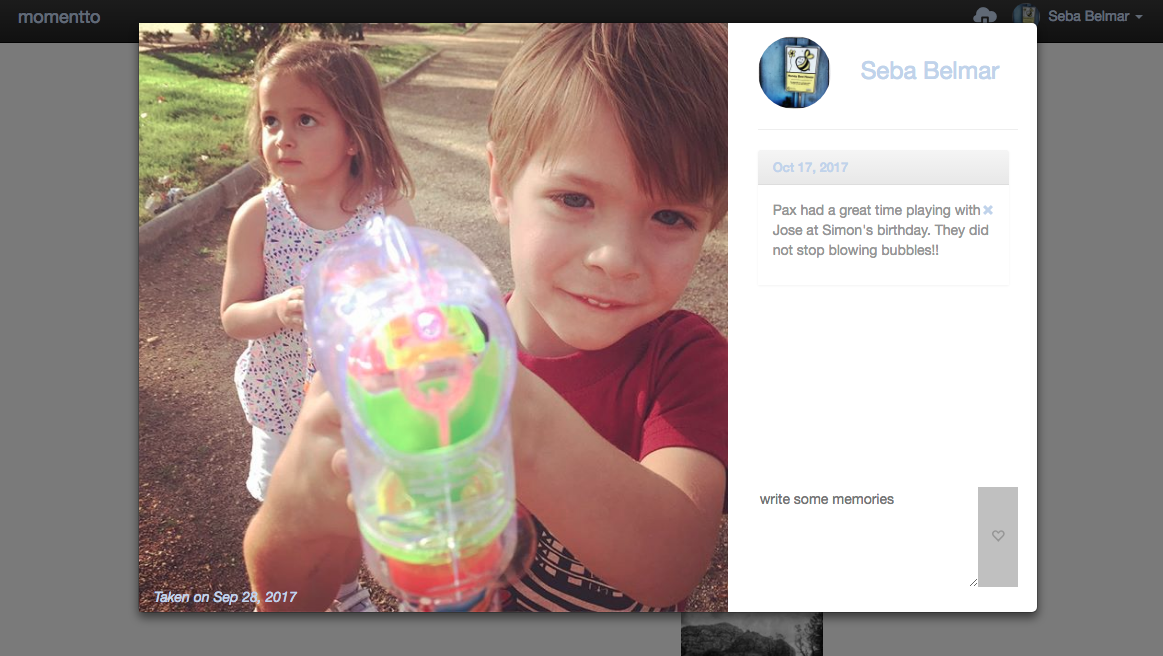 momentto
Seba Belmar
Seba Belmar
Oct 17, 2017
Pax had a great time playing with
Jose at Simon's birthday. They did
not stop blowing bubbles!!
write some memories
Taken on Sep 28, 2017